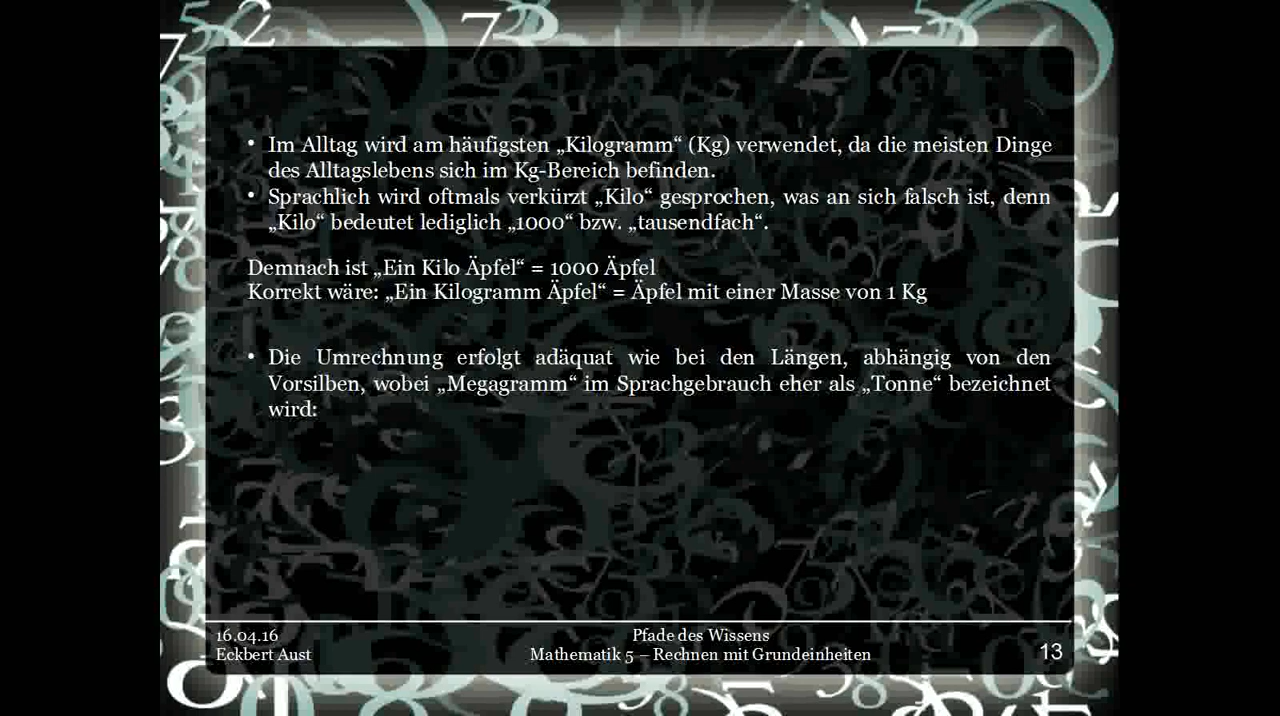 • Im Alltag wird am häufigsten „Kilogramm“ (Kg) verwendet, da die meisten Dinge
des Alltagslebens sich im Kg-Bereich befinden.
• Sprachlich wird oftmals verkürzt „Kilo“ gesprochen, was an sich falsch ist, denn
„Kilo“ bedeutet lediglich „1000“ bzw. „tausendfach“.
Demnach ist „Ein Kilo Äpfel“ = 1000 Äpfel
Korrekt wäre: „Ein Kilogramm Äpfel“ = Äpfel mit einer Masse von 1 Kg
• Die Umrechnung erfolgt adäquat wie bei den Längen, abhängig von den
Vorsilben, wobei „Megagramm“ im Sprachgebrauch eher als „Tonne“ bezeichnet
wird:
16.04.16
Eckbert Aust
Pfade des Wissens
Mathematik 5 – Rechnen mit Grundeinheiten
13